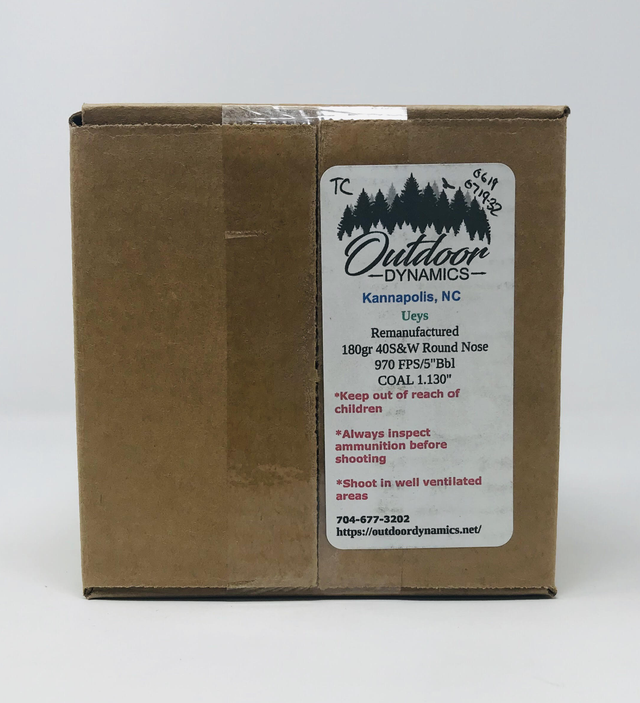 TC
0619
Outdoor
DYNAMICS
Kannapolis, NC
Ueys
Remanufactured
180gr 40S&W Round Nose
970 FPS/5"Bbl
COAL 1.130"
*Keep out of reach of
children
*Always inspect
ammunition before
shooting
*Shoot in well ventilated
areas
704-677-3202
https://outdoordynamics.net/